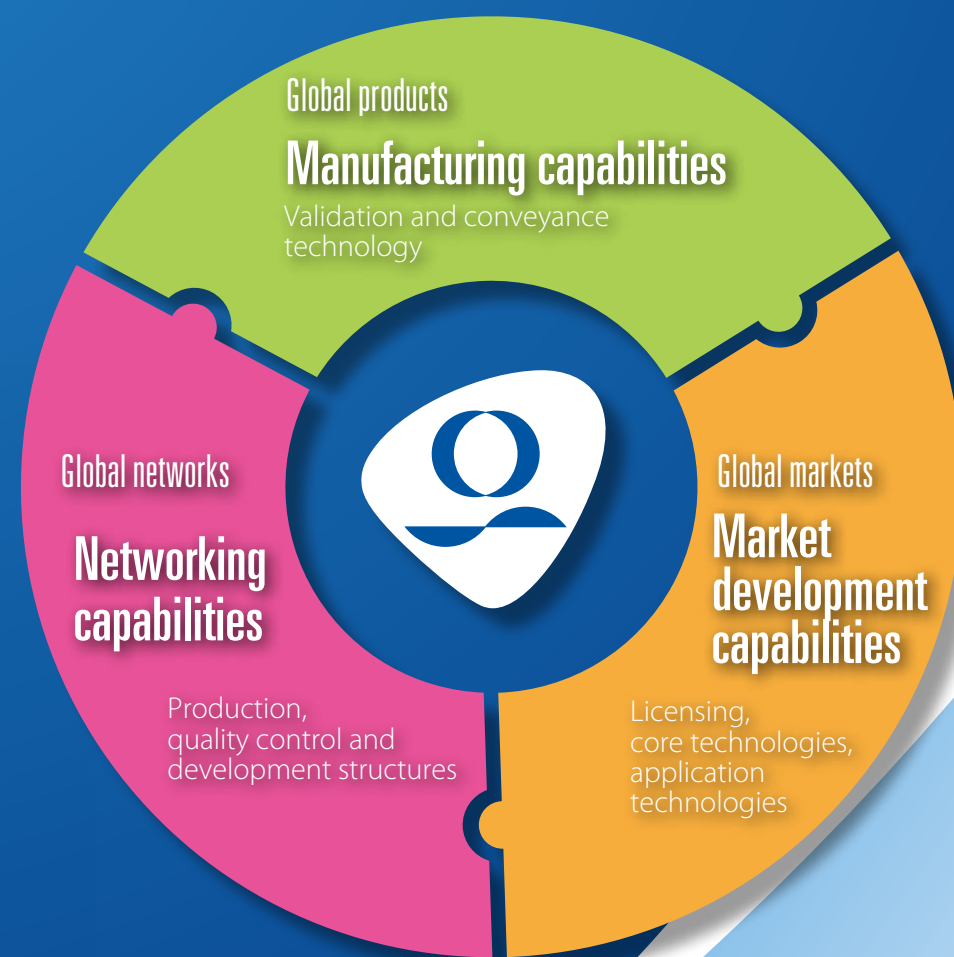 Global products
Manufacturing capabilities
Validation and conveyance
technology
Global networks
Networking
capabilities
Production,
quality control and
development structures
Global markets
Market
development
capabilities
Licensing,
core technologies,
application
technologies